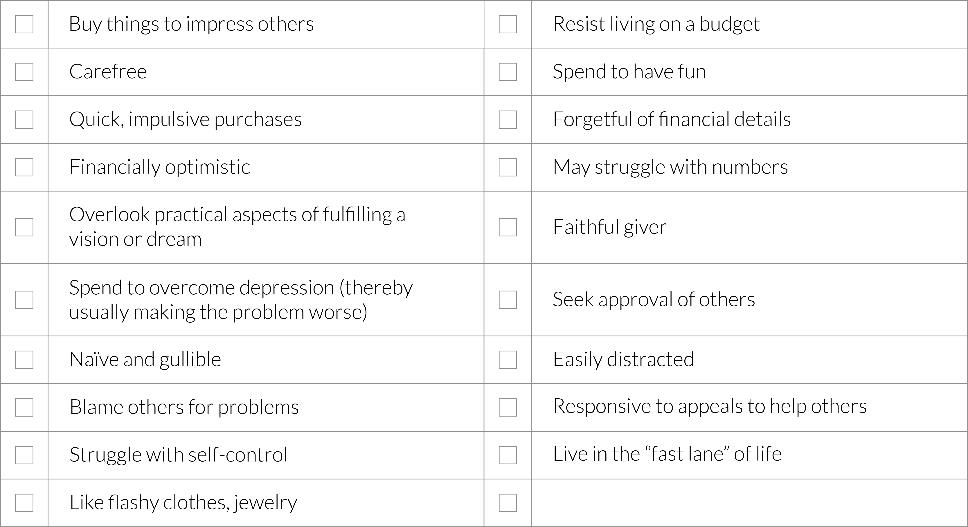 Buy things to impress others
Resist living on a budget
Carefree
Spend to have fun
Quick, impulsive purchases
Forgetful of financial details
Financially optimistic
May struggle with numbers
Overlook practical aspects of fulfilling a
vision or dream
Faithful giver
Spend to overcome depression (thereby
usually making the problem worse)
Seek approval of others
Naïve and gullible
Easily distracted
Blame others for problems
Responsive to appeals to help others
Struggle with self-control
Live in the “fast lane” of life
Like flashy clothes, jewelry